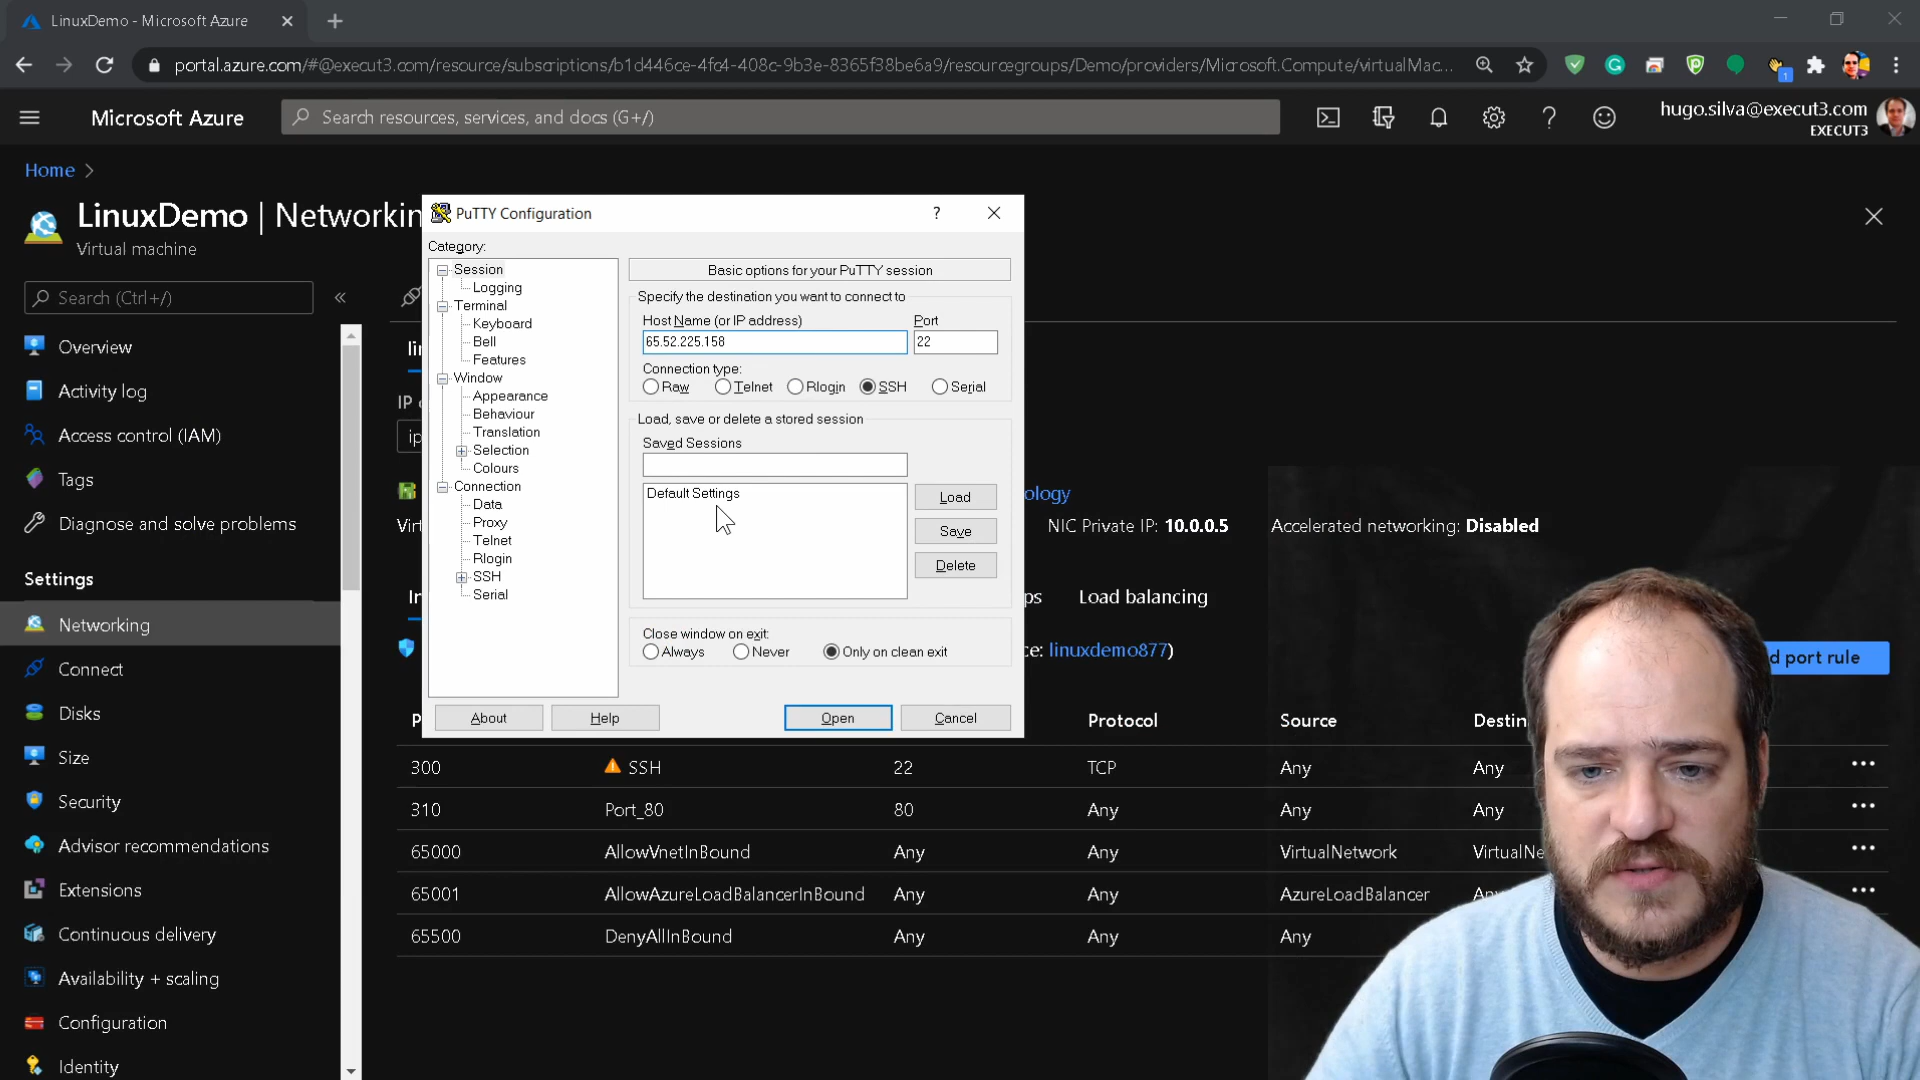 LinuxDemo - Microsoft Azure
portal.azure.com/#@execut3.com/resource/subscriptions/b1d446ce-4fc4-408c-9b3e-8365f38be6a9/resourcegroups/Demo/providers/Microsoft.Compute/virtualMac...
1
Microsoft Azure
Search resources, services, and docs (G+/)
hugo.silva@execut3.com
EXECUT3
Home
LinuxDemo | Networkin
Virtual machine
Search (Ctrl+/)
Overview
Activity log
Access control (IAM)
Tags
Diagnose and solve problems
Settings
Networking
Connect
Disks
Size
Security
Advisor recommendations
Extensions
Continuous delivery
Availability + scaling
Configuration
Identity
PuTTY Configuration
?
Category:
Session
Logging
Terminal
Keyboard
Bell
Features
Window
Appearance
Behaviour
Translation
Selection
Colours
Connection
Data
Proxy
Telnet
Rlogin
SSH
Serial
Basic options for your PuTTY session
Specify the destination you want to connect to
Host Name (or IP address) Port
65.52.225.158 22
Connection type:
Raw Telnet Rlogin SSH Serial
Load, save or delete a stored session
Saved Sessions
Default Settings
Load
Save
Delete
Close window on exit:
Always Never Only on clean exit
About Help Open Cancel
IP
ip
ology
NIC Private IP: 10.0.0.5 Accelerated networking: Disabled
ps Load balancing
ce: linuxdemo877)
d port rule
P Protocol Source Destin
300 SSH 22 TCP Any Any
310 Port_80 80 Any Any Any
65000 AllowVnetInBound Any Any VirtualNetwork VirtualNe
65001 AllowAzureLoadBalancerInBound Any Any AzureLoadBalancer Any
65500 DenyAllInBound Any Any Any